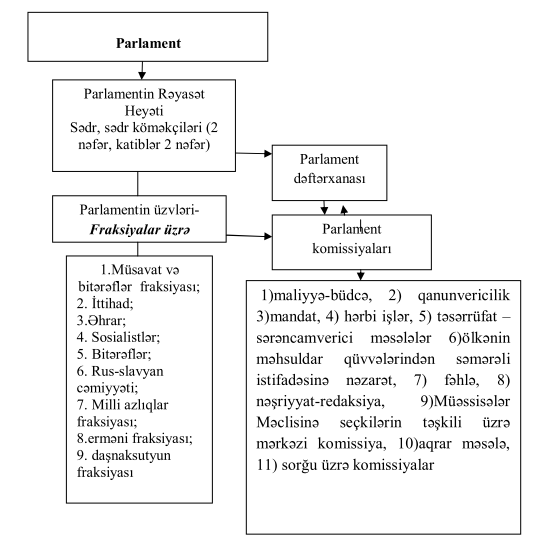 Parlament
Parlamentin Rəyasət
Heyəti
Sədr, sədr köməkçiləri (2
nəfər, katiblər 2 nəfər)
Parlament
dəftərxanası
Parlamentin üzvləri-
Fraksiyalar üzrə
Parlament
komissiyaları
1.Müsavat və
bitərəflər fraksiyası;
2. İttihad;
3.Əhrar;
4. Sosialistlər;
5. Bitərəflər;
6. Rus-slavyan
cəmiyyəti;
7. Milli azlıqlar
fraksiyası;
8.erməni fraksiyası;
9. daşnaksutyun
fraksiyası
1)maliyyə-büdcə, 2) qanunvericilik
3)mandat, 4) hərbi işlər, 5) təsərrüfat –
sərəncamverici məsələlər 6)ölkənin
məhsuldar qüvvələrindən səmərəli
istifadəsinə nəzarət, 7) fəhlə, 8)
nəşriyyat-redaksiya, 9)Müəssisələr
Məclisinə seçkilərin təşkili üzrə
mərkəzi komissiya, 10)aqrar məsələ,
11) sorğu üzrə komissiyalar